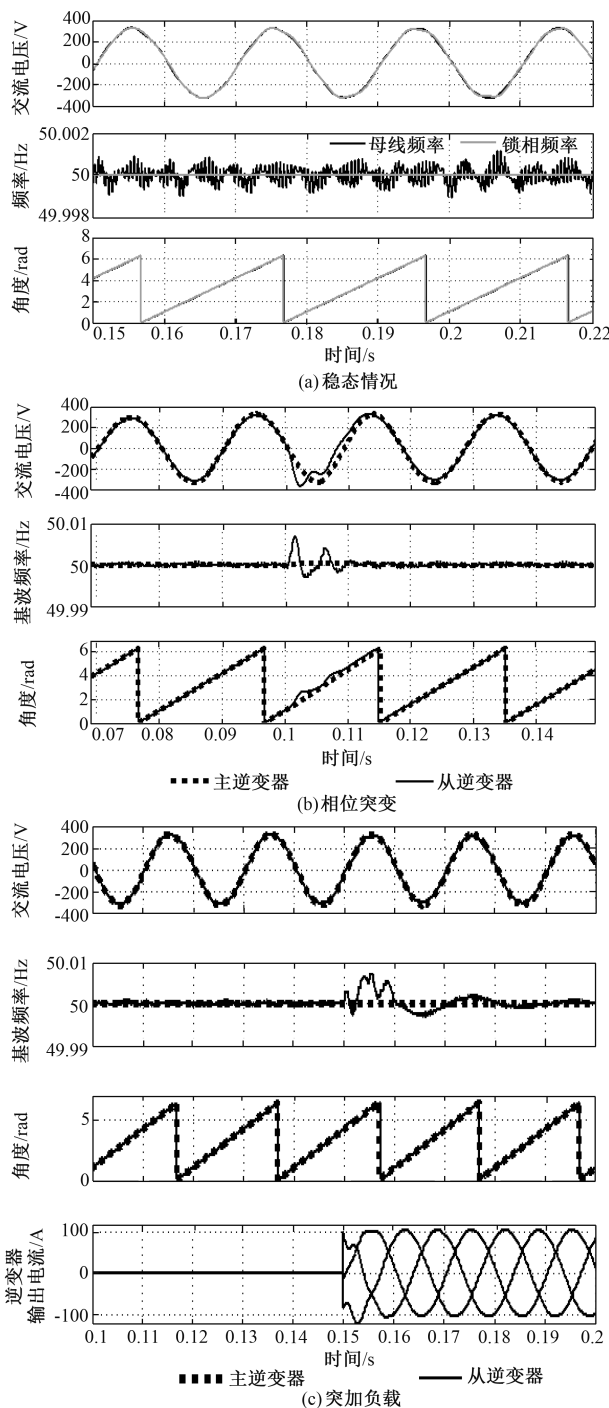 交流电压/V
400
200
0
-200
-400
频率/Hz
50.002
50
49.998
母线频率 锁相频率
角度/rad
8
6
4
2
0
0.15 0.16 0.17 0.18 0.19 0.2 0.21 0.22
时间/s
(a)稳态情况
交流电压/V
400
200
0
-200
-400
基波频率/Hz
50.01
50
49.99
角度/rad
6
4
2
0
0.07 0.08 0.09 0.1 0.11 0.12 0.13 0.14
时间/s
主逆变器 从逆变器
(b)相位突变
交流电压/V
400
200
0
-200
-400
基波频率/Hz
50.01
50
49.99
角度/rad
5
0
逆变器
输出电流/A
100
0
-100
0.1 0.11 0.12 0.13 0.14 0.15 0.16 0.17 0.18 0.19 0.2
时间/s
主逆变器 从逆变器
(c)突加负载